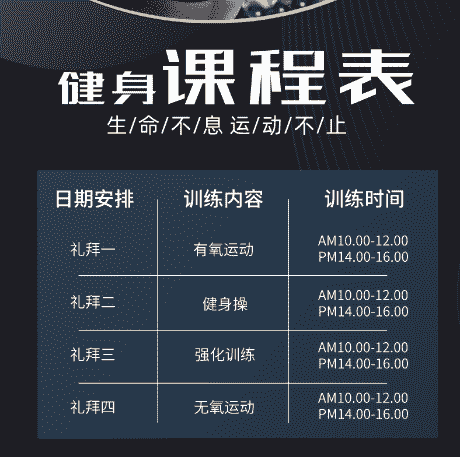 健身课程表
生/命/不/息 运/动/不/止
日期安排 训练内容 训练时间
礼拜一 有氧运动 AM10.00-12.00
PM14.00-16.00
礼拜二 健身操 AM10.00-12.00
PM14.00-16.00
礼拜三 强化训练 AM10.00-12.00
PM14.00-16.00
礼拜四 无氧运动 AM10.00-12.00
PM14.00-16.00